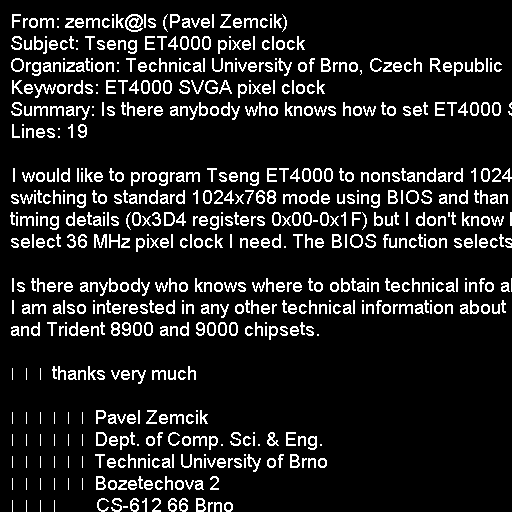 From: zemcik@ls (Pavel Zemcik)
Subject: Tseng ET4000 pixel clock
Organization: Technical University of Brno, Czech Republic
Keywords: ET4000 SVGA pixel clock
Summary: Is there anybody who knows how to set ET4000 S
Lines: 19

I would like to program Tseng ET4000 to nonstandard 1024
switching to standard 1024x768 mode using BIOS and than
timing details (0x3D4 registers 0x00-0x1F) but I don't know
select 36 MHz pixel clock I need. The BIOS function selects

Is there anybody who knows where to obtain technical info
I am also interested in any other technical information about
and Trident 8900 and 9000 chipsets.

thanks very much

Pavel Zemcik
Dept. of Comp. Sci. & Eng.
Technical University of Brno
Bozetechova 2
CS-612 66 Brno